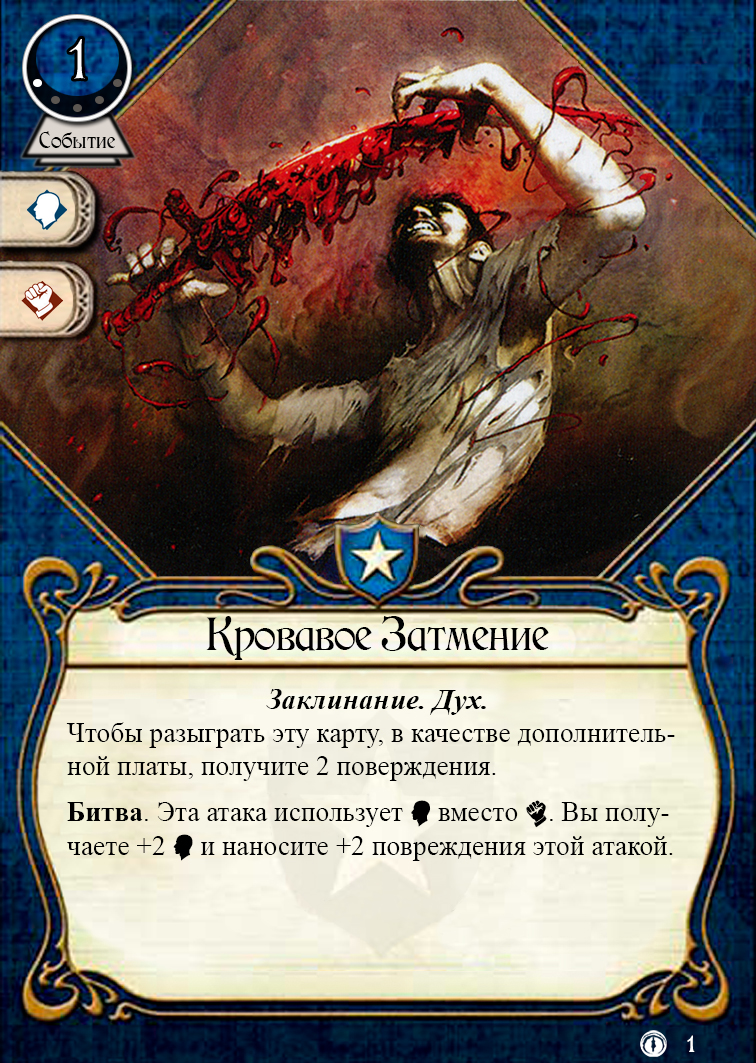 1
Событие
Кровавое Затмение
Заклинание. Дух.
Чтобы разыграть эту карту, в качестве дополнитель-
ной платы, получите 2 поверждения.
Битва. Эта атака использует вместо . Вы полу-
чаете +2 и наносите +2 повреждения этой атакой.
1